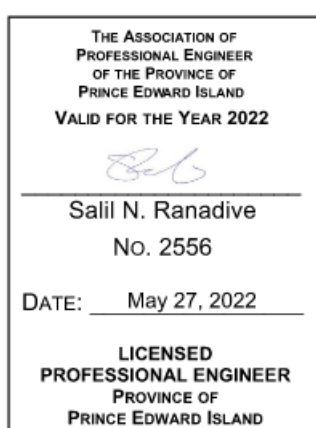 THE ASSOCIATION OF
PROFESSIONAL ENGINEER
OF THE PROVINCE OF
PRINCE EDWARD ISLAND
VALID FOR THE YEAR 2022
Salil N. Ranadive
NO. 2556
DATE: May 27, 2022
LICENSED
PROFESSIONAL ENGINEER
PROVINCE OF
PRINCE EDWARD ISLAND